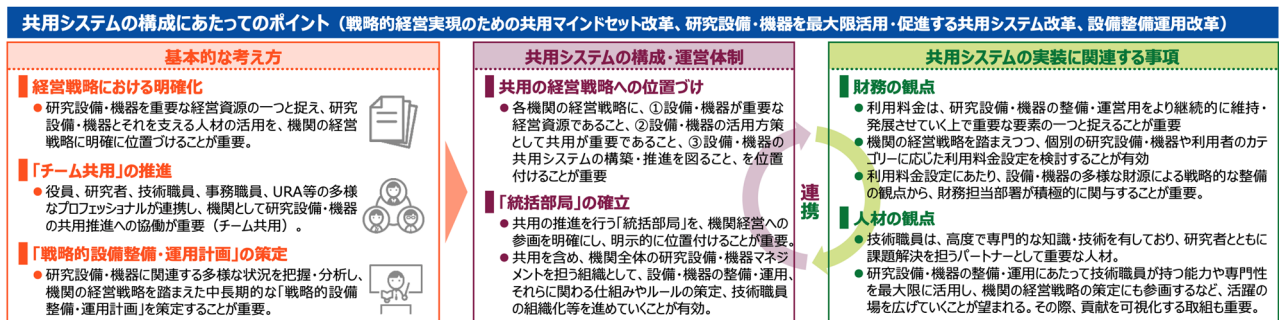 共用システムの構成にあたってのポイント（戦略的経営実現のための共用マインドセット改革、研究設備・機器を最大限活用・促進する共用システム改革、設備整備運用改革）
基本的な考え方
経営戦略における明確化
●研究設備・機器を重要な経営資源の一つと捉え、研究
設備・機器とそれを支える人材の活用を、機関の経営
戦略に明確に位置づけることが重要。
「チーム共用」の推進
●役員、研究者、技術職員、事務職員、URA等の多様
なプロフェッショナルが連携し、機関として研究設備・機器
の共用推進への協働が重要（チーム共用）。
「戦略的設備整備・運用計画」の策定
●研究設備・機器に関連する多様な状況を把握・分析し、
機関の経営戦略を踏まえた中長期的な「戦略的設備
整備・運用計画」を策定することが重要。
共用システムの構成・運営体制
共用の経営戦略への位置づけ
●各機関の経営戦略に、①設備・機器が重要な
経営資源であること、②設備・機器の活用方策
として共用が重要であること、③設備・機器の
共用システムの構築・推進を図ること、を位置
付けることが重要
「統括部局」の確立
●共用の推進を行う「統括部局」を、機関経営への
参画を明確にし、明示的に位置付けることが重要。
●共用を含め、機関全体の研究設備・機器マネジ
メントを担う組織として、設備・機器の整備・運用、
それらに関わる仕組みやルールの策定、技術職員
の組織化等を進めていくことが有効。
連携
共用システムの実装に関連する事項
財務の観点
●利用料金は、研究設備・機器の整備・運営用をより継続的に維持・
発展させていく上で重要な要素の一つと捉えることが重要
●機関の経営戦略を踏まえつつ、個別の研究設備・機器や利用者のカテ
ゴリーに応じた利用料金設定を検討することが有効
●利用料金設定にあたり、設備・機器の多様な財源による戦略的な整備
の観点から、財務担当部署が積極的に関与することが重要。
人材の観点
●技術職員は、高度で専門的な知識・技術を有しており、研究者とともに
課題解決を担うパートナーとして重要な人材。
●研究設備・機器の整備・運用にあたって技術職員が持つ能力や専門性
を最大限に活用し、機関の経営戦略の策定にも参画するなど、活躍の
場を広げていくことが望まれる。その際、貢献を可視化する取組も重要。